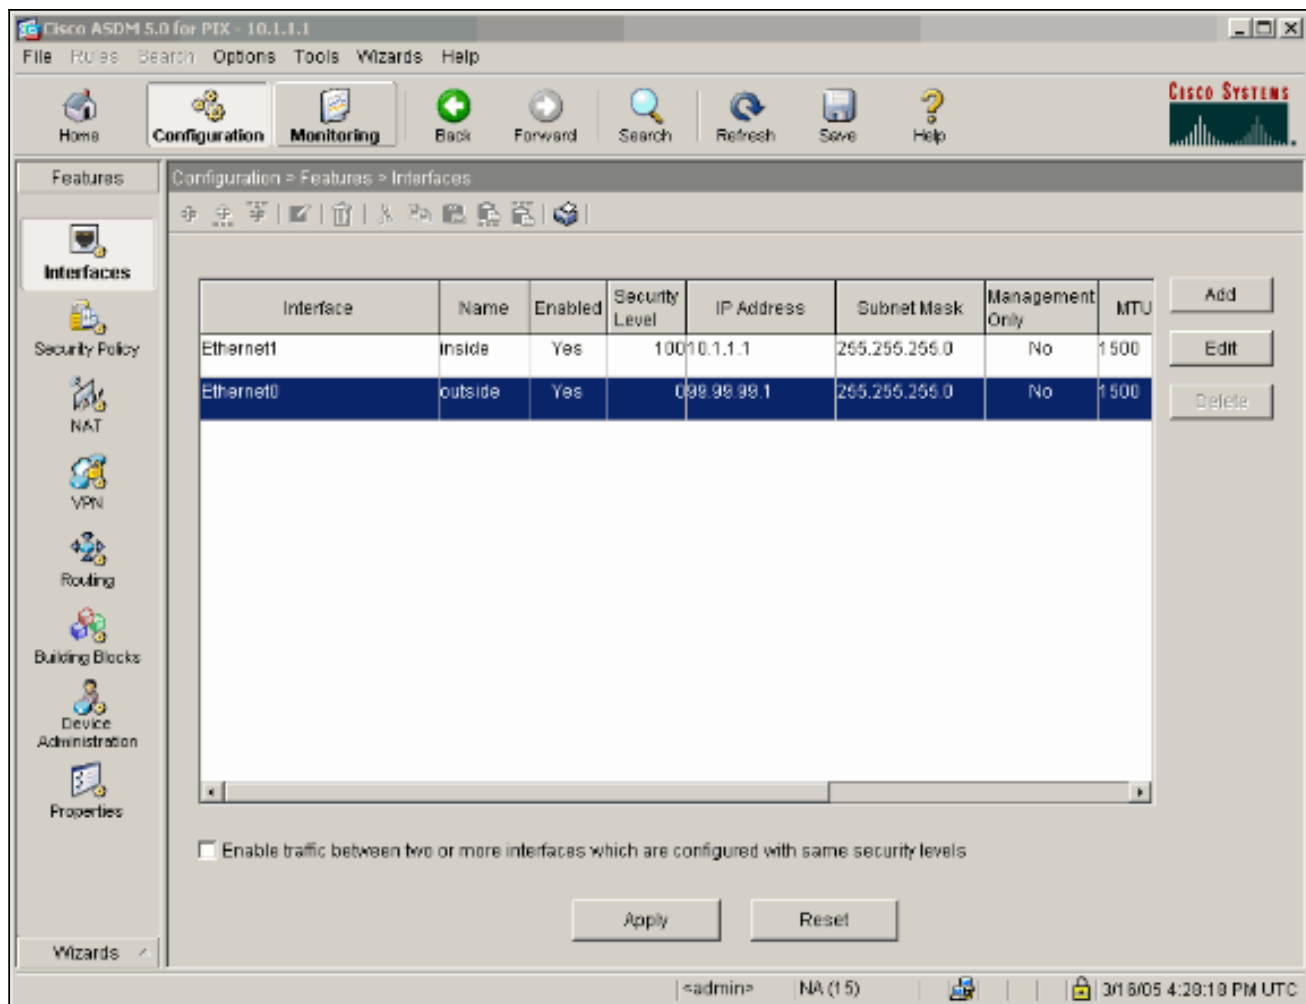 Cisco ASDM 5.0 for PIX - 10.1.1.1
File Rules Search Options Tools Wizards Help
Home Configuration Monitoring Back Forward Search Refresh Save Help
CISCO SYSTEMS
Features
Configuration > Features > Interfaces
Interfaces
Security Policy
NAT
VPN
Routing
Building Blocks
Device
Administration
Properties
Wizards
Interface Name Enabled Security Level IP Address Subnet Mask Management Only MTU
Ethernet1 inside Yes 100 10.1.1.1 255.255.255.0 No 1500
Ethernet0 outside Yes 0 99.99.99.1 255.255.255.0 No 1500
Add
Edit
Delete
Enable traffic between two or more interfaces which are configured with same security levels
Apply Reset
<admin> NA (15) 3/16/05 4:28:18 PM UTC